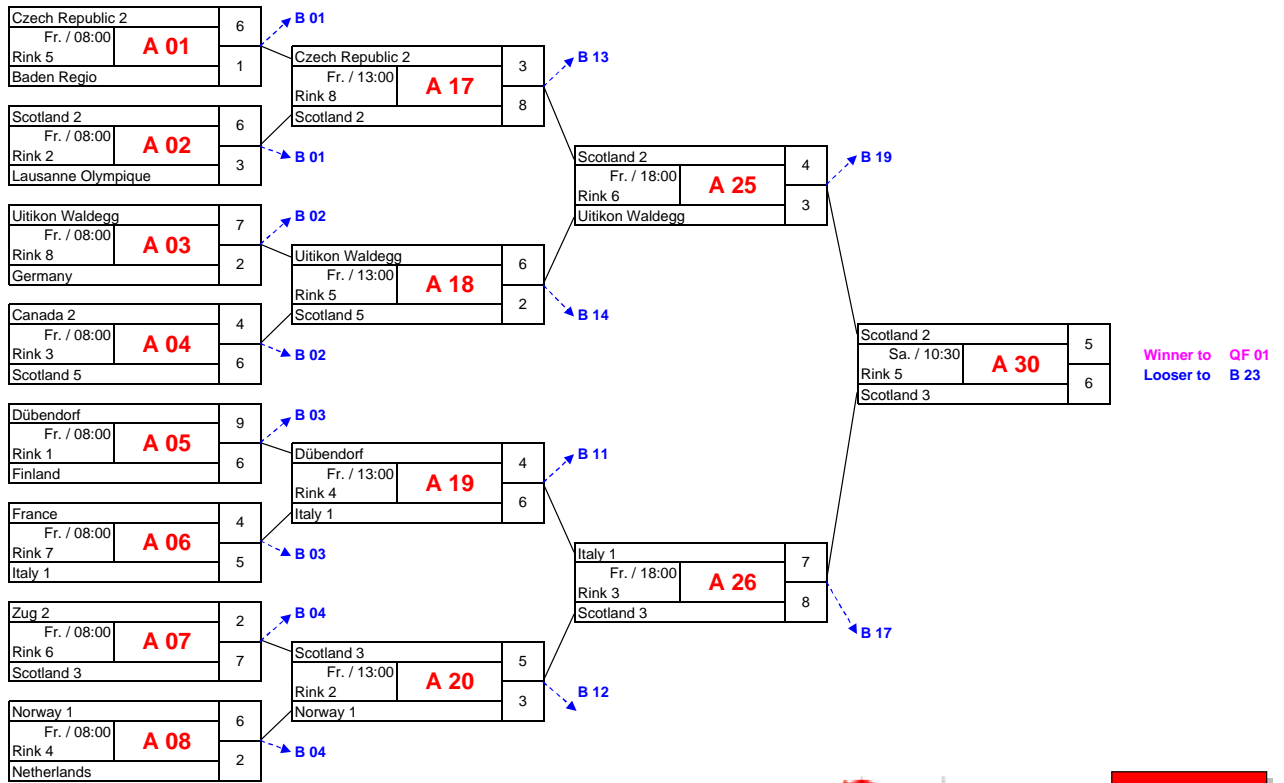 Czech Republic 2
6
Fr. / 08:00
A 01
Rink 5
1
Baden Regio
B 01
Scotland 2
6
Fr. / 08:00
A 02
Rink 2
3
Lausanne Olympique
B 01
Uitikon Waldegg
7
Fr. / 08:00
A 03
Rink 8
2
Germany
B 02
Canada 2
4
Fr. / 08:00
A 04
Rink 3
6
Scotland 5
B 02
Dübendorf
9
Fr. / 08:00
A 05
Rink 1
6
Finland
B 03
France
4
Fr. / 08:00
A 06
Rink 7
5
Italy 1
B 03
Zug 2
2
Fr. / 08:00
A 07
Rink 6
7
Scotland 3
B 04
Norway 1
6
Fr. / 08:00
A 08
Rink 4
2
Netherlands
B 04
Czech Republic 2
3
Fr. / 13:00
A 17
Rink 8
8
Scotland 2
B 13
Uitikon Waldegg
6
Fr. / 13:00
A 18
Rink 5
2
Scotland 5
B 14
Dübendorf
4
Fr. / 13:00
A 19
Rink 4
6
Italy 1
B 11
Scotland 3
5
Fr. / 13:00
A 20
Rink 2
3
Norway 1
B 12
Scotland 2
4
Fr. / 18:00
A 25
Rink 6
3
Uitikon Waldegg
B 19
Italy 1
7
Fr. / 18:00
A 26
Rink 3
8
Scotland 3
B 17
Scotland 2
5
Sa. / 10:30
A 30
Rink 5
6
Scotland 3
Winner to QF 01
Looser to B 23